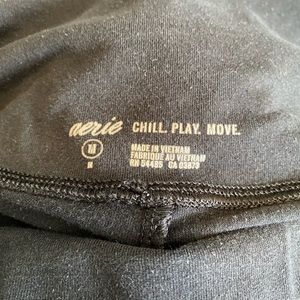 aerie CHILL. PLAY. MOVE.
M
M
MADE IN VIETNAM
FABRIQUÉ AU VIETNAM
RN 54485 CA 03879